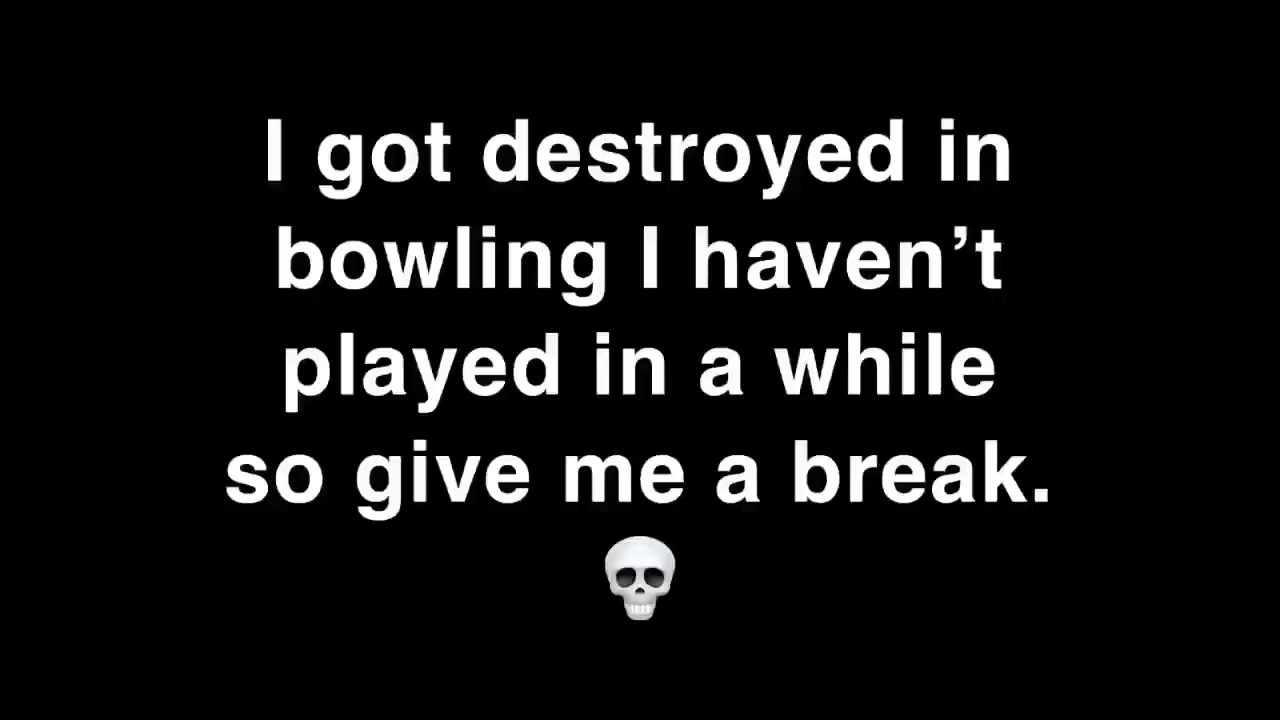 I got destroyed in
bowling I haven’t
played in a while
so give me a break.
💀